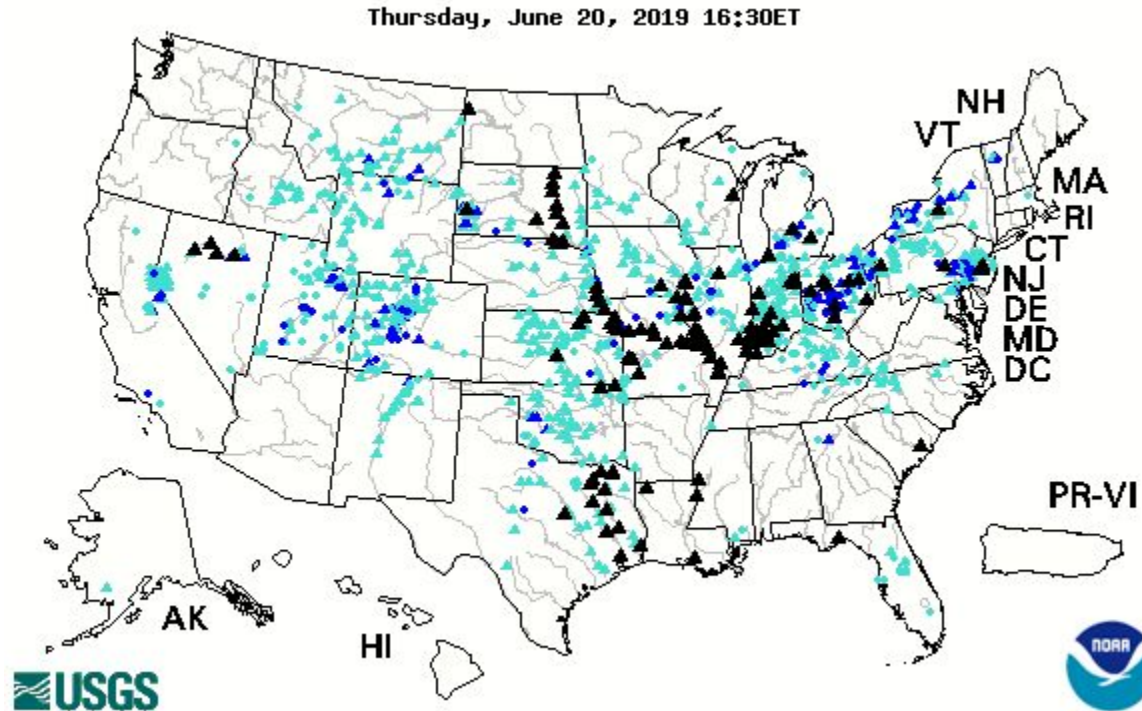 Thursday, June 20, 2019 16:30ET
NH
VT
MA
RI
CT
NJ
DE
MD
DC
PR-VI
AK
HI
USGS
NOAA